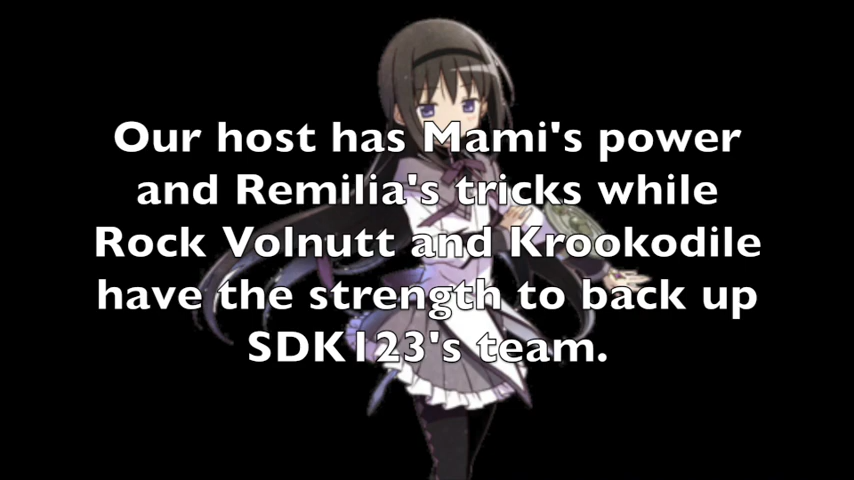 Our host has Mami's power
and Remilia's tricks while
Rock Volnutt and Krookodile
have the strength to back up
SDK123's team.